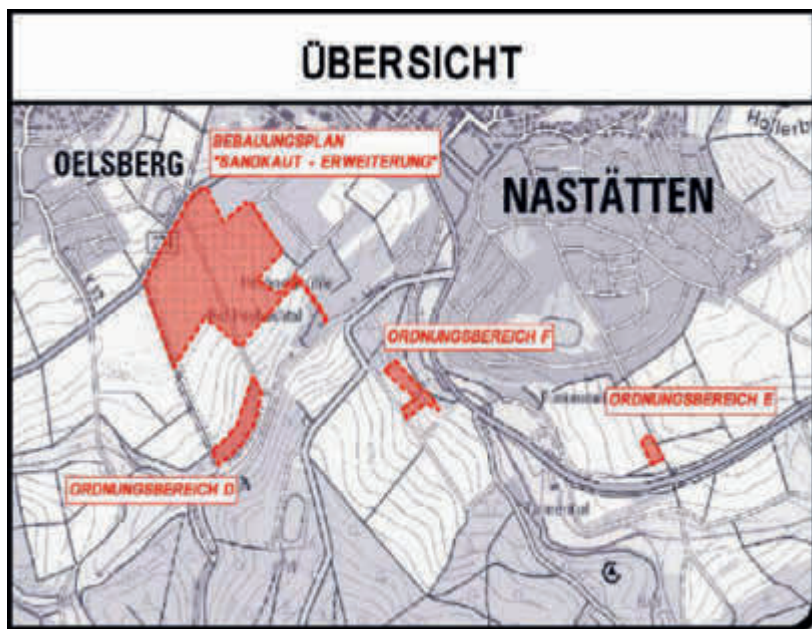 ÜBERSICHT
BEBAUUNGSPLAN
"SANDKAUT - ERWEITERUNG"
OELSBERG
NASTÄTTEN
ORDNUNGSBEREICH F
ORDNUNGSBEREICH E
ORDNUNGSBEREICH D